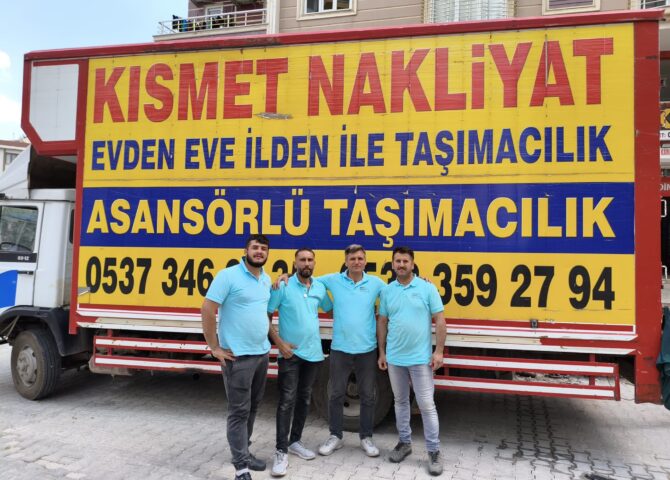 KISMET NAKLİYAT
EVDEN EVE İLDEN İLE TAŞIMACILIK
ASANSÖRLÜ TAŞIMACILIK
0537 346 359 27 94